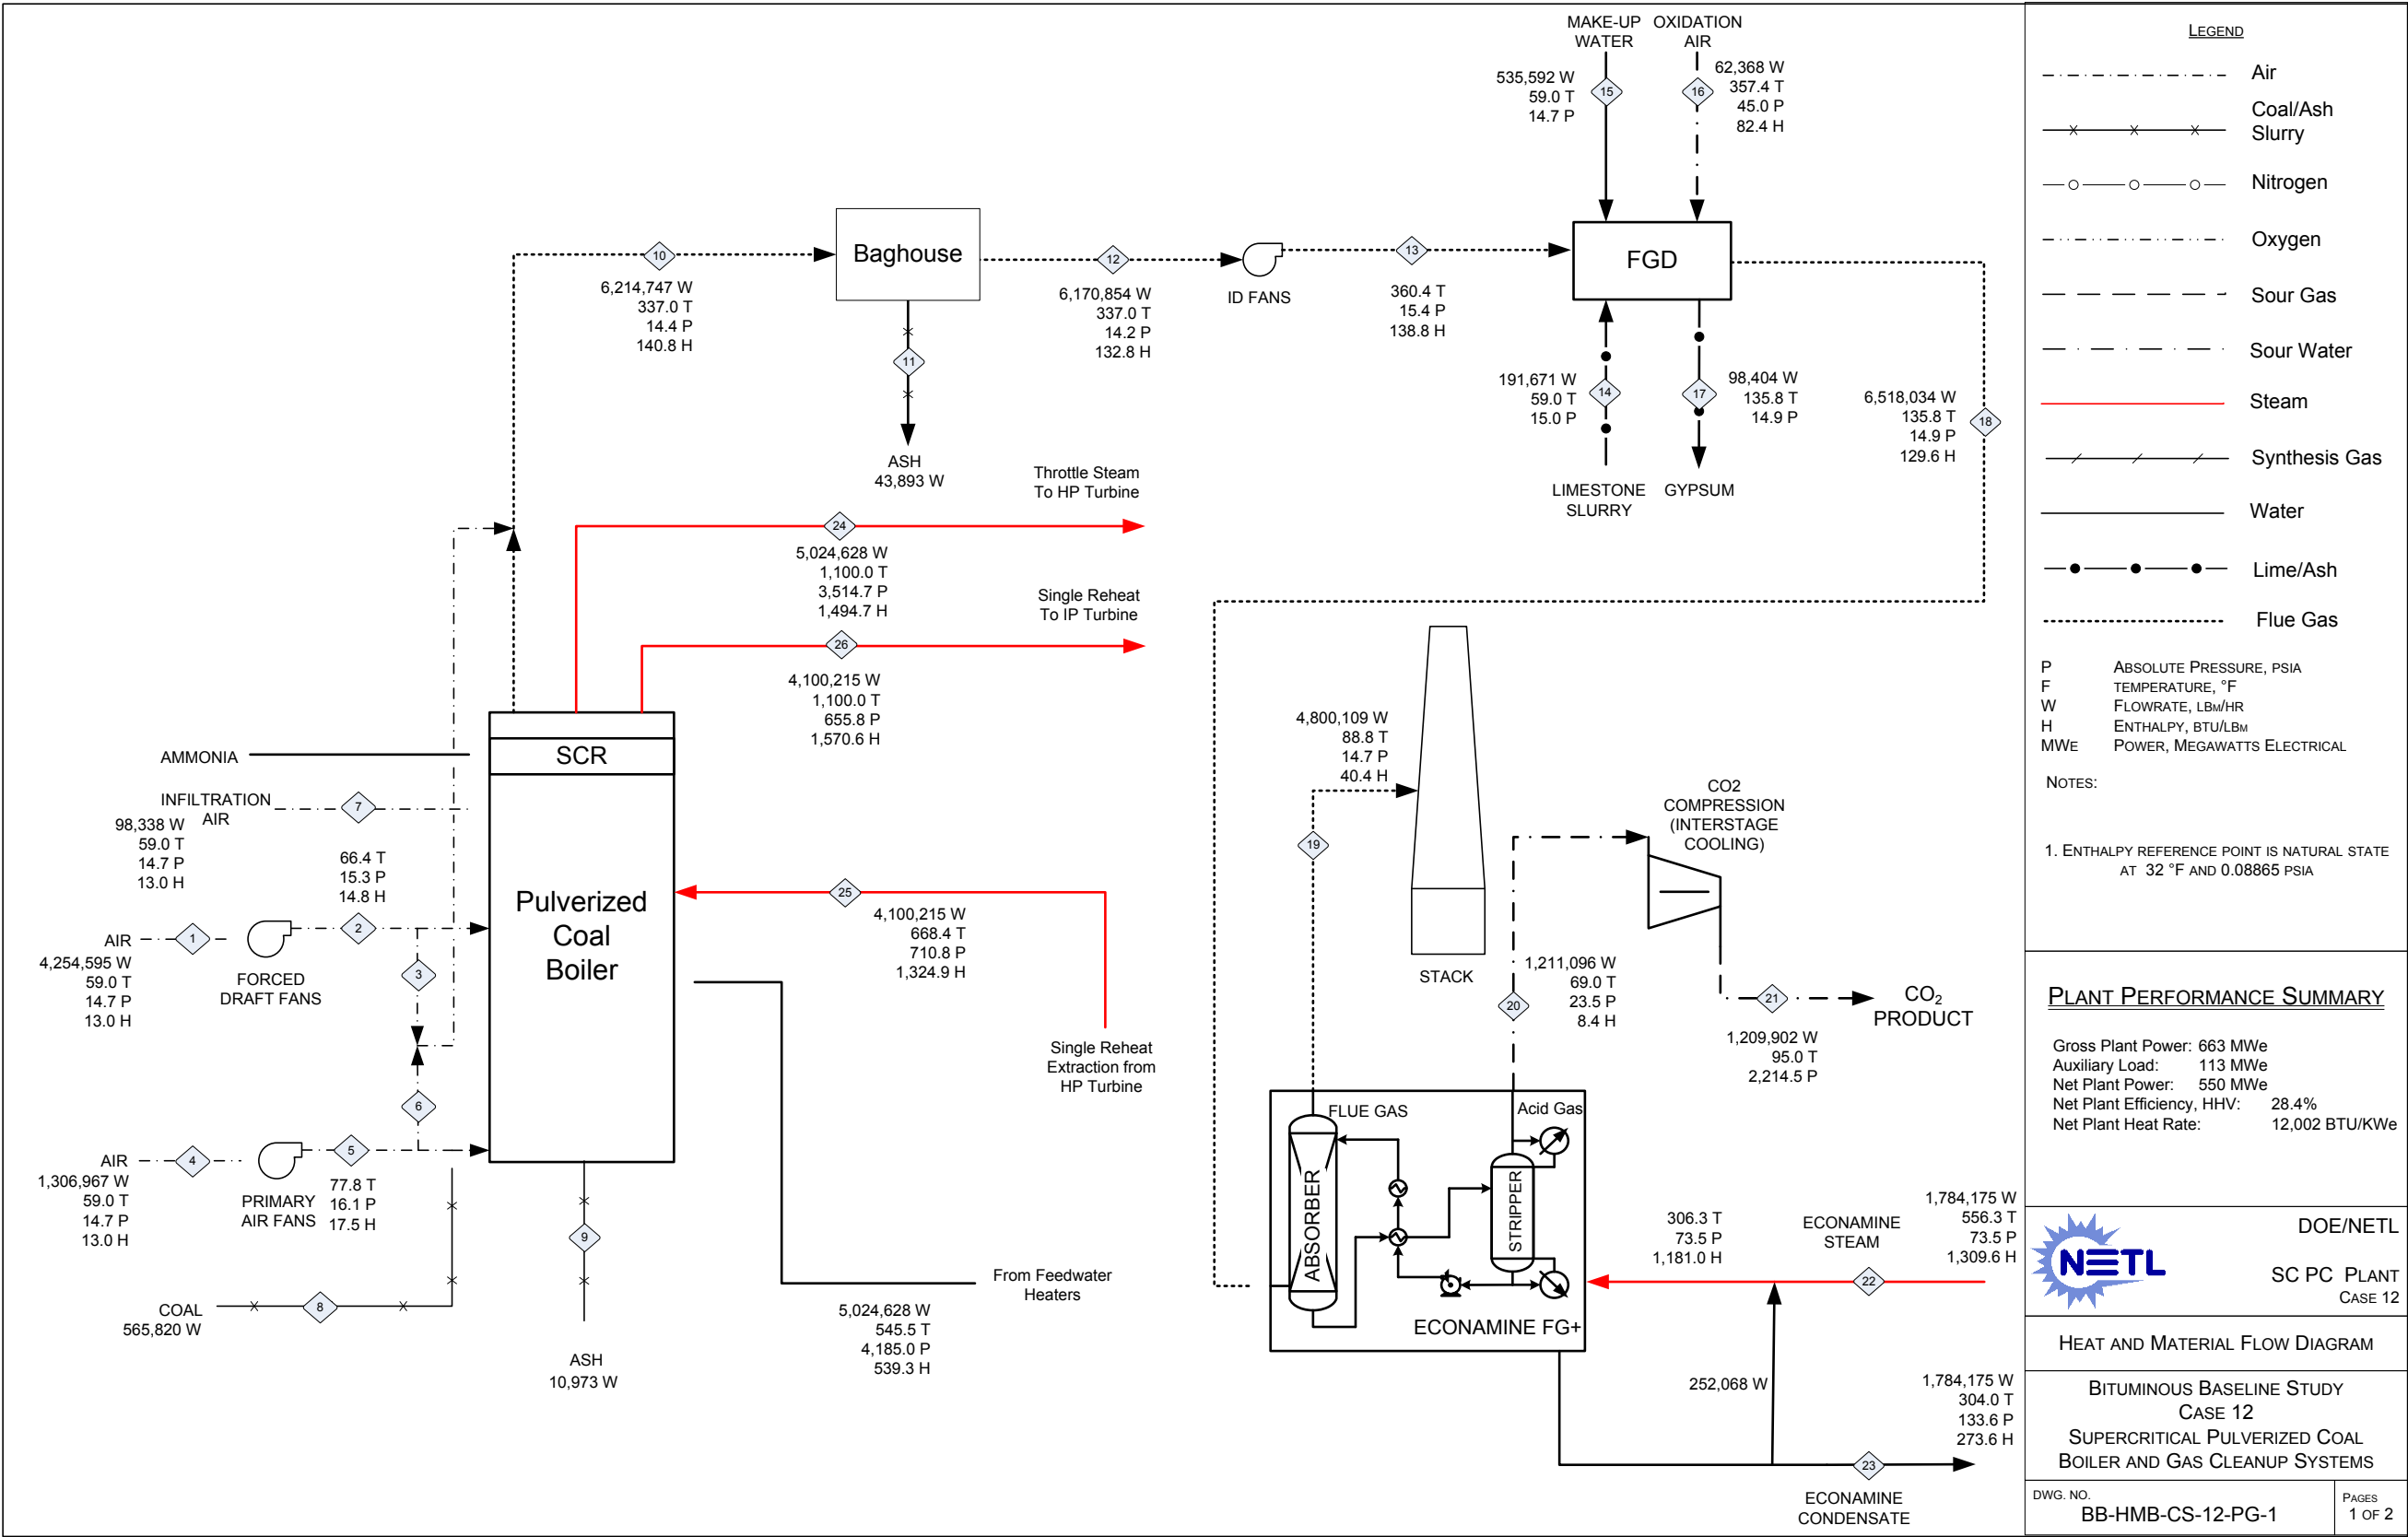 MAKE-UP
WATER
OXIDATION
AIR
535,592 W
59.0 T
14.7 P
15
16
62,368 W
357.4 T
45.0 P
82.4 H
10
6,214,747 W
337.0 T
14.4 P
140.8 H
Baghouse
12
6,170,854 W
337.0 T
14.2 P
132.8 H
ID FANS
13
360.4 T
15.4 P
138.8 H
FGD
11
ASH
43,893 W
191,671 W
59.0 T
15.0 P
14
17
98,404 W
135.8 T
14.9 P
LIMESTONE
SLURRY
GYPSUM
6,518,034 W
135.8 T
14.9 P
129.6 H
18
Throttle Steam
To HP Turbine
24
5,024,628 W
1,100.0 T
3,514.7 P
1,494.7 H
Single Reheat
To IP Turbine
26
4,100,215 W
1,100.0 T
655.8 P
1,570.6 H
AMMONIA
SCR
INFILTRATION
AIR
7
98,338 W
59.0 T
14.7 P
13.0 H
66.4 T
15.3 P
14.8 H
2
AIR
1
4,254,595 W
59.0 T
14.7 P
13.0 H
FORCED
DRAFT FANS
3
Pulverized
Coal
Boiler
25
4,100,215 W
668.4 T
710.8 P
1,324.9 H
Single Reheat
Extraction from
HP Turbine
6
AIR
4
1,306,967 W
59.0 T
14.7 P
13.0 H
5
PRIMARY
AIR FANS
77.8 T
16.1 P
17.5 H
COAL
565,820 W
8
9
ASH
10,973 W
From Feedwater
Heaters
5,024,628 W
545.5 T
4,185.0 P
539.3 H
4,800,109 W
88.8 T
14.7 P
40.4 H
19
STACK
CO2
COMPRESSION
(INTERSTAGE
COOLING)
1,211,096 W
69.0 T
23.5 P
8.4 H
20
21
CO2
PRODUCT
1,209,902 W
95.0 T
2,214.5 P
FLUE GAS
Acid Gas
ABSORBER
STRIPPER
ECONAMINE FG+
306.3 T
73.5 P
1,181.0 H
ECONAMINE
STEAM
1,784,175 W
556.3 T
73.5 P
1,309.6 H
22
252,068 W
1,784,175 W
304.0 T
133.6 P
273.6 H
23
ECONAMINE
CONDENSATE
LEGEND
Air
Coal/Ash
Slurry
Nitrogen
Oxygen
Sour Gas
Sour Water
Steam
Synthesis Gas
Water
Lime/Ash
Flue Gas
P ABSOLUTE PRESSURE, PSIA
F TEMPERATURE, °F
W FLOWRATE, LBM/HR
H ENTHALPY, BTU/LBM
MWE POWER, MEGAWATTS ELECTRICAL
NOTES:
1. ENTHALPY REFERENCE POINT IS NATURAL STATE
AT 32 °F AND 0.08865 PSIA
PLANT PERFORMANCE SUMMARY
Gross Plant Power: 663 MWe
Auxiliary Load: 113 MWe
Net Plant Power: 550 MWe
Net Plant Efficiency, HHV: 28.4%
Net Plant Heat Rate: 12,002 BTU/KWe
NETL
DOE/NETL
SC PC PLANT
CASE 12
HEAT AND MATERIAL FLOW DIAGRAM
BITUMINOUS BASELINE STUDY
CASE 12
SUPERCRITICAL PULVERIZED COAL
BOILER AND GAS CLEANUP SYSTEMS
DWG. NO.
BB-HMB-CS-12-PG-1
PAGES
1 OF 2